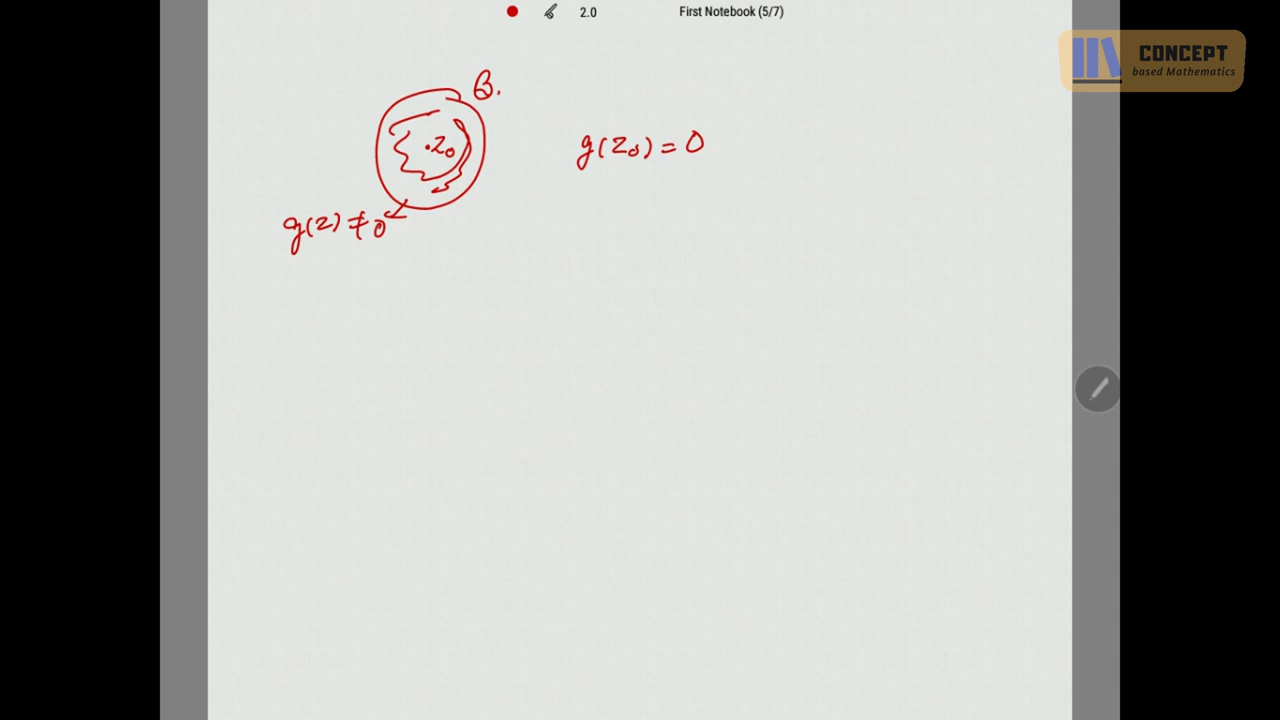 2.0 First Notebook (5/7)
CONCEPT
based Mathematics
B.
.z₀
g(z₀) = 0
g(z) ≠ 0